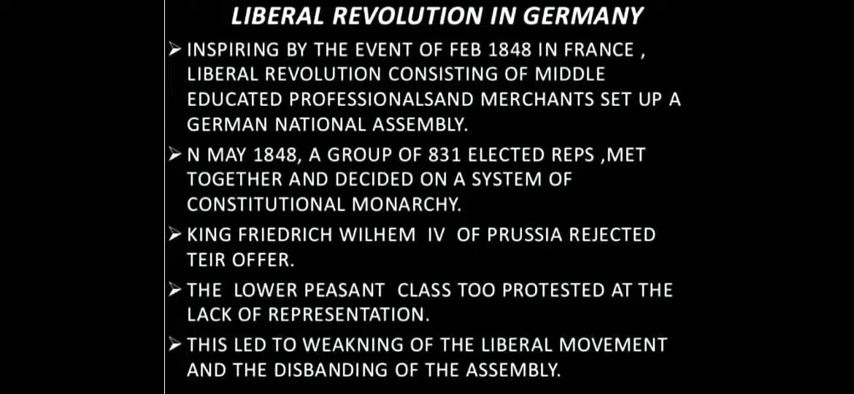 LIBERAL REVOLUTION IN GERMANY
➢ INSPIRING BY THE EVENT OF FEB 1848 IN FRANCE ,
LIBERAL REVOLUTION CONSISTING OF MIDDLE
EDUCATED PROFESSIONALSAND MERCHANTS SET UP A
GERMAN NATIONAL ASSEMBLY.
➢ N MAY 1848, A GROUP OF 831 ELECTED REPS ,MET
TOGETHER AND DECIDED ON A SYSTEM OF
CONSTITUTIONAL MONARCHY.
➢ KING FRIEDRICH WILHEM IV OF PRUSSIA REJECTED
TEIR OFFER.
➢ THE LOWER PEASANT CLASS TOO PROTESTED AT THE
LACK OF REPRESENTATION.
➢ THIS LED TO WEAKNING OF THE LIBERAL MOVEMENT
AND THE DISBANDING OF THE ASSEMBLY.